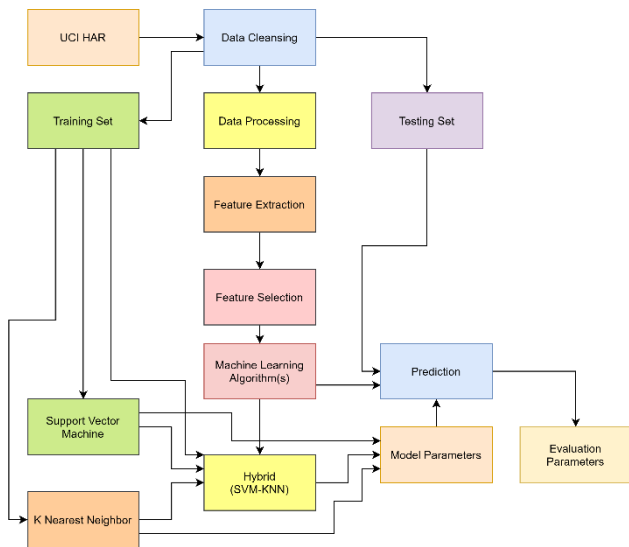 UCI HAR
Data Cleansing
Training Set
Data Processing
Testing Set
Feature Extraction
Feature Selection
Machine Learning
Algorithm(s)
Prediction
Support Vector
Machine
Hybrid
(SVM-KNN)
Model Parameters
Evaluation
Parameters
K Nearest Neighbor